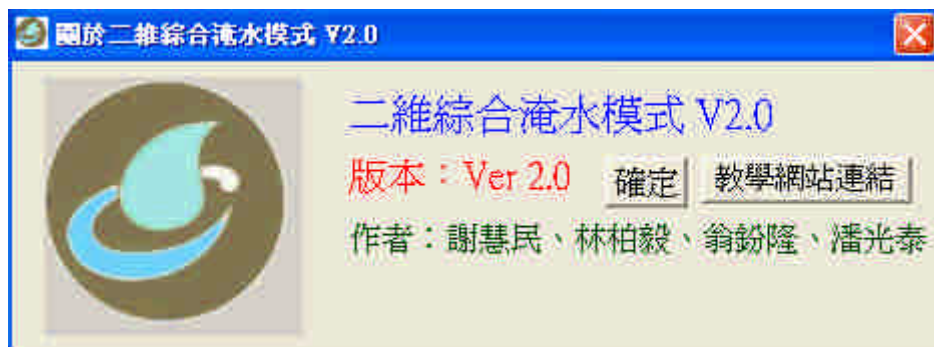 關於二維綜合淹水模式 V2.0
二維綜合淹水模式 V2.0
版本：Ver 2.0 確定 教學網站連結
作者：謝慧民、林柏毅、翁鈖隆、潘光泰